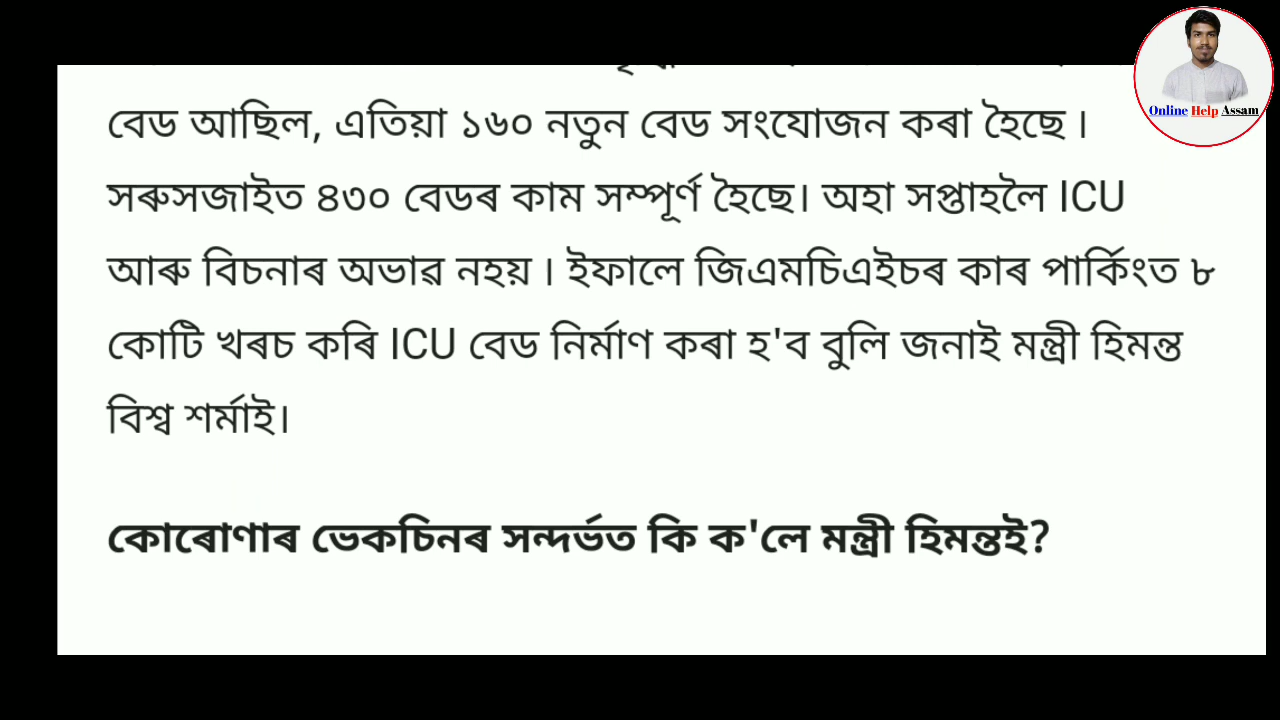 Online Help Assam
বেড আছিল, এতিয়া ১৬০ নতুন বেড সংযোজন কৰা হৈছে ।
সৰুসজাইত ৪৩০ বেডৰ কাম সম্পূৰ্ণ হৈছে। অহা সপ্তাহলৈ ICU
আৰু বিচনাৰ অভাৱ নহয় । ইফালে জিএমচিএইচৰ কাৰ পাৰ্কিংত ৮
কোটি খৰচ কৰি ICU বেড নিৰ্মাণ কৰা হ'ব বুলি জনাই মন্ত্ৰী হিমন্ত
বিশ্ব শৰ্মাই।
কোৰোণাৰ ভেকচিনৰ সন্দৰ্ভত কি ক'লে মন্ত্ৰী হিমন্তই?